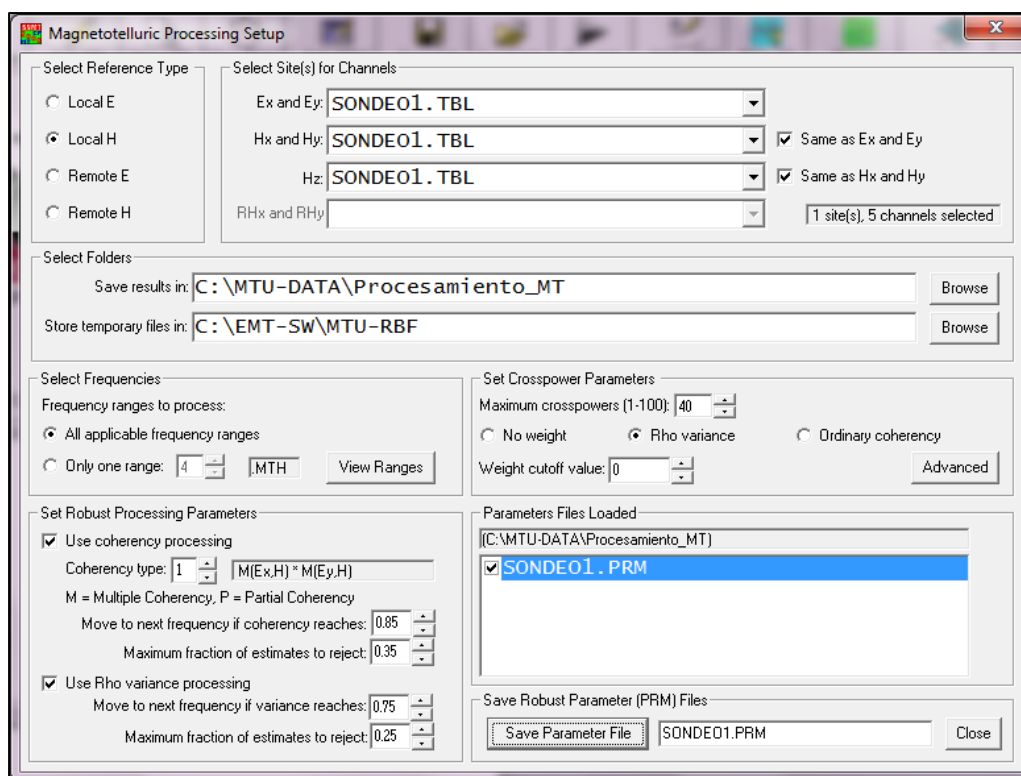 Magnetotelluric Processing Setup
Select Reference Type
Local E
Local H
Remote E
Remote H
Select Site(s) for Channels
Ex and Ey: SONDEO1.TBL
Hx and Hy: SONDEO1.TBL Same as Ex and Ey
Hz: SONDEO1.TBL Same as Hx and Hy
RHx and RHy 1 site(s), 5 channels selected
Select Folders
Save results in: C:\MTU-DATA\Procesamiento_MT Browse
Store temporary files in: C:\EMT-SW\MTU-RBF Browse
Select Frequencies
Frequency ranges to process:
All applicable frequency ranges
Only one range: 4 .MTH View Ranges
Set Crosspower Parameters
Maximum crosspowers (1-100): 40
No weight Rho variance Ordinary coherency
Weight cutoff value: 0 Advanced
Set Robust Processing Parameters
Use coherency processing
Coherency type: 1 M(Ex,H) * M(Ey,H)
M = Multiple Coherency, P = Partial Coherency
Move to next frequency if coherency reaches: 0.85
Maximum fraction of estimates to reject: 0.35
Use Rho variance processing
Move to next frequency if variance reaches: 0.75
Maximum fraction of estimates to reject: 0.25
Parameters Files Loaded
(C:\MTU-DATA\Procesamiento_MT)
SONDEO1.PRM
Save Robust Parameter (PRM) Files
Save Parameter File SONDEO1.PRM Close